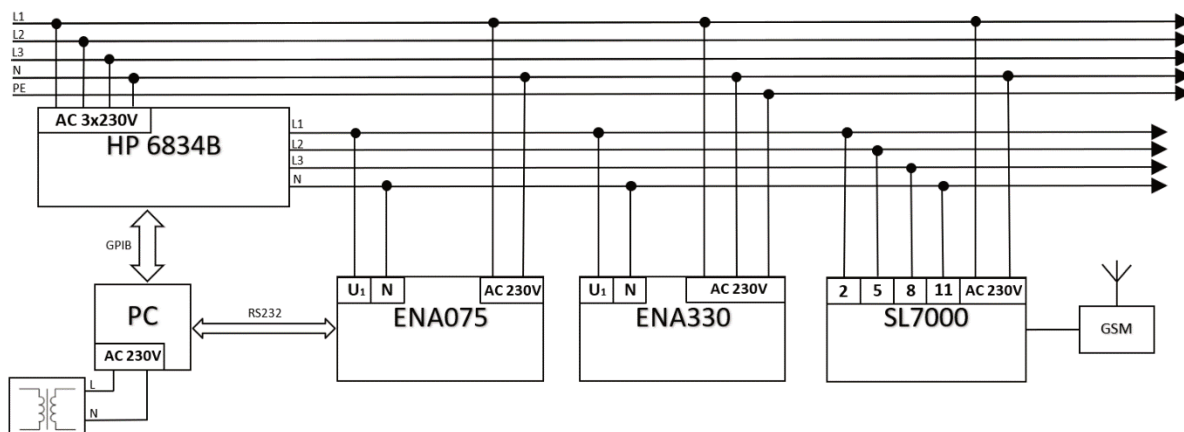 L1
L2
L3
N
PE
AC 3x230V
HP 6834B
L1
L2
L3
N
GPIB
PC
AC 230V
L
N
RS232
U1 N AC 230V
ENA075
U1 N AC 230V
ENA330
2 5 8 11 AC 230V
SL7000
GSM